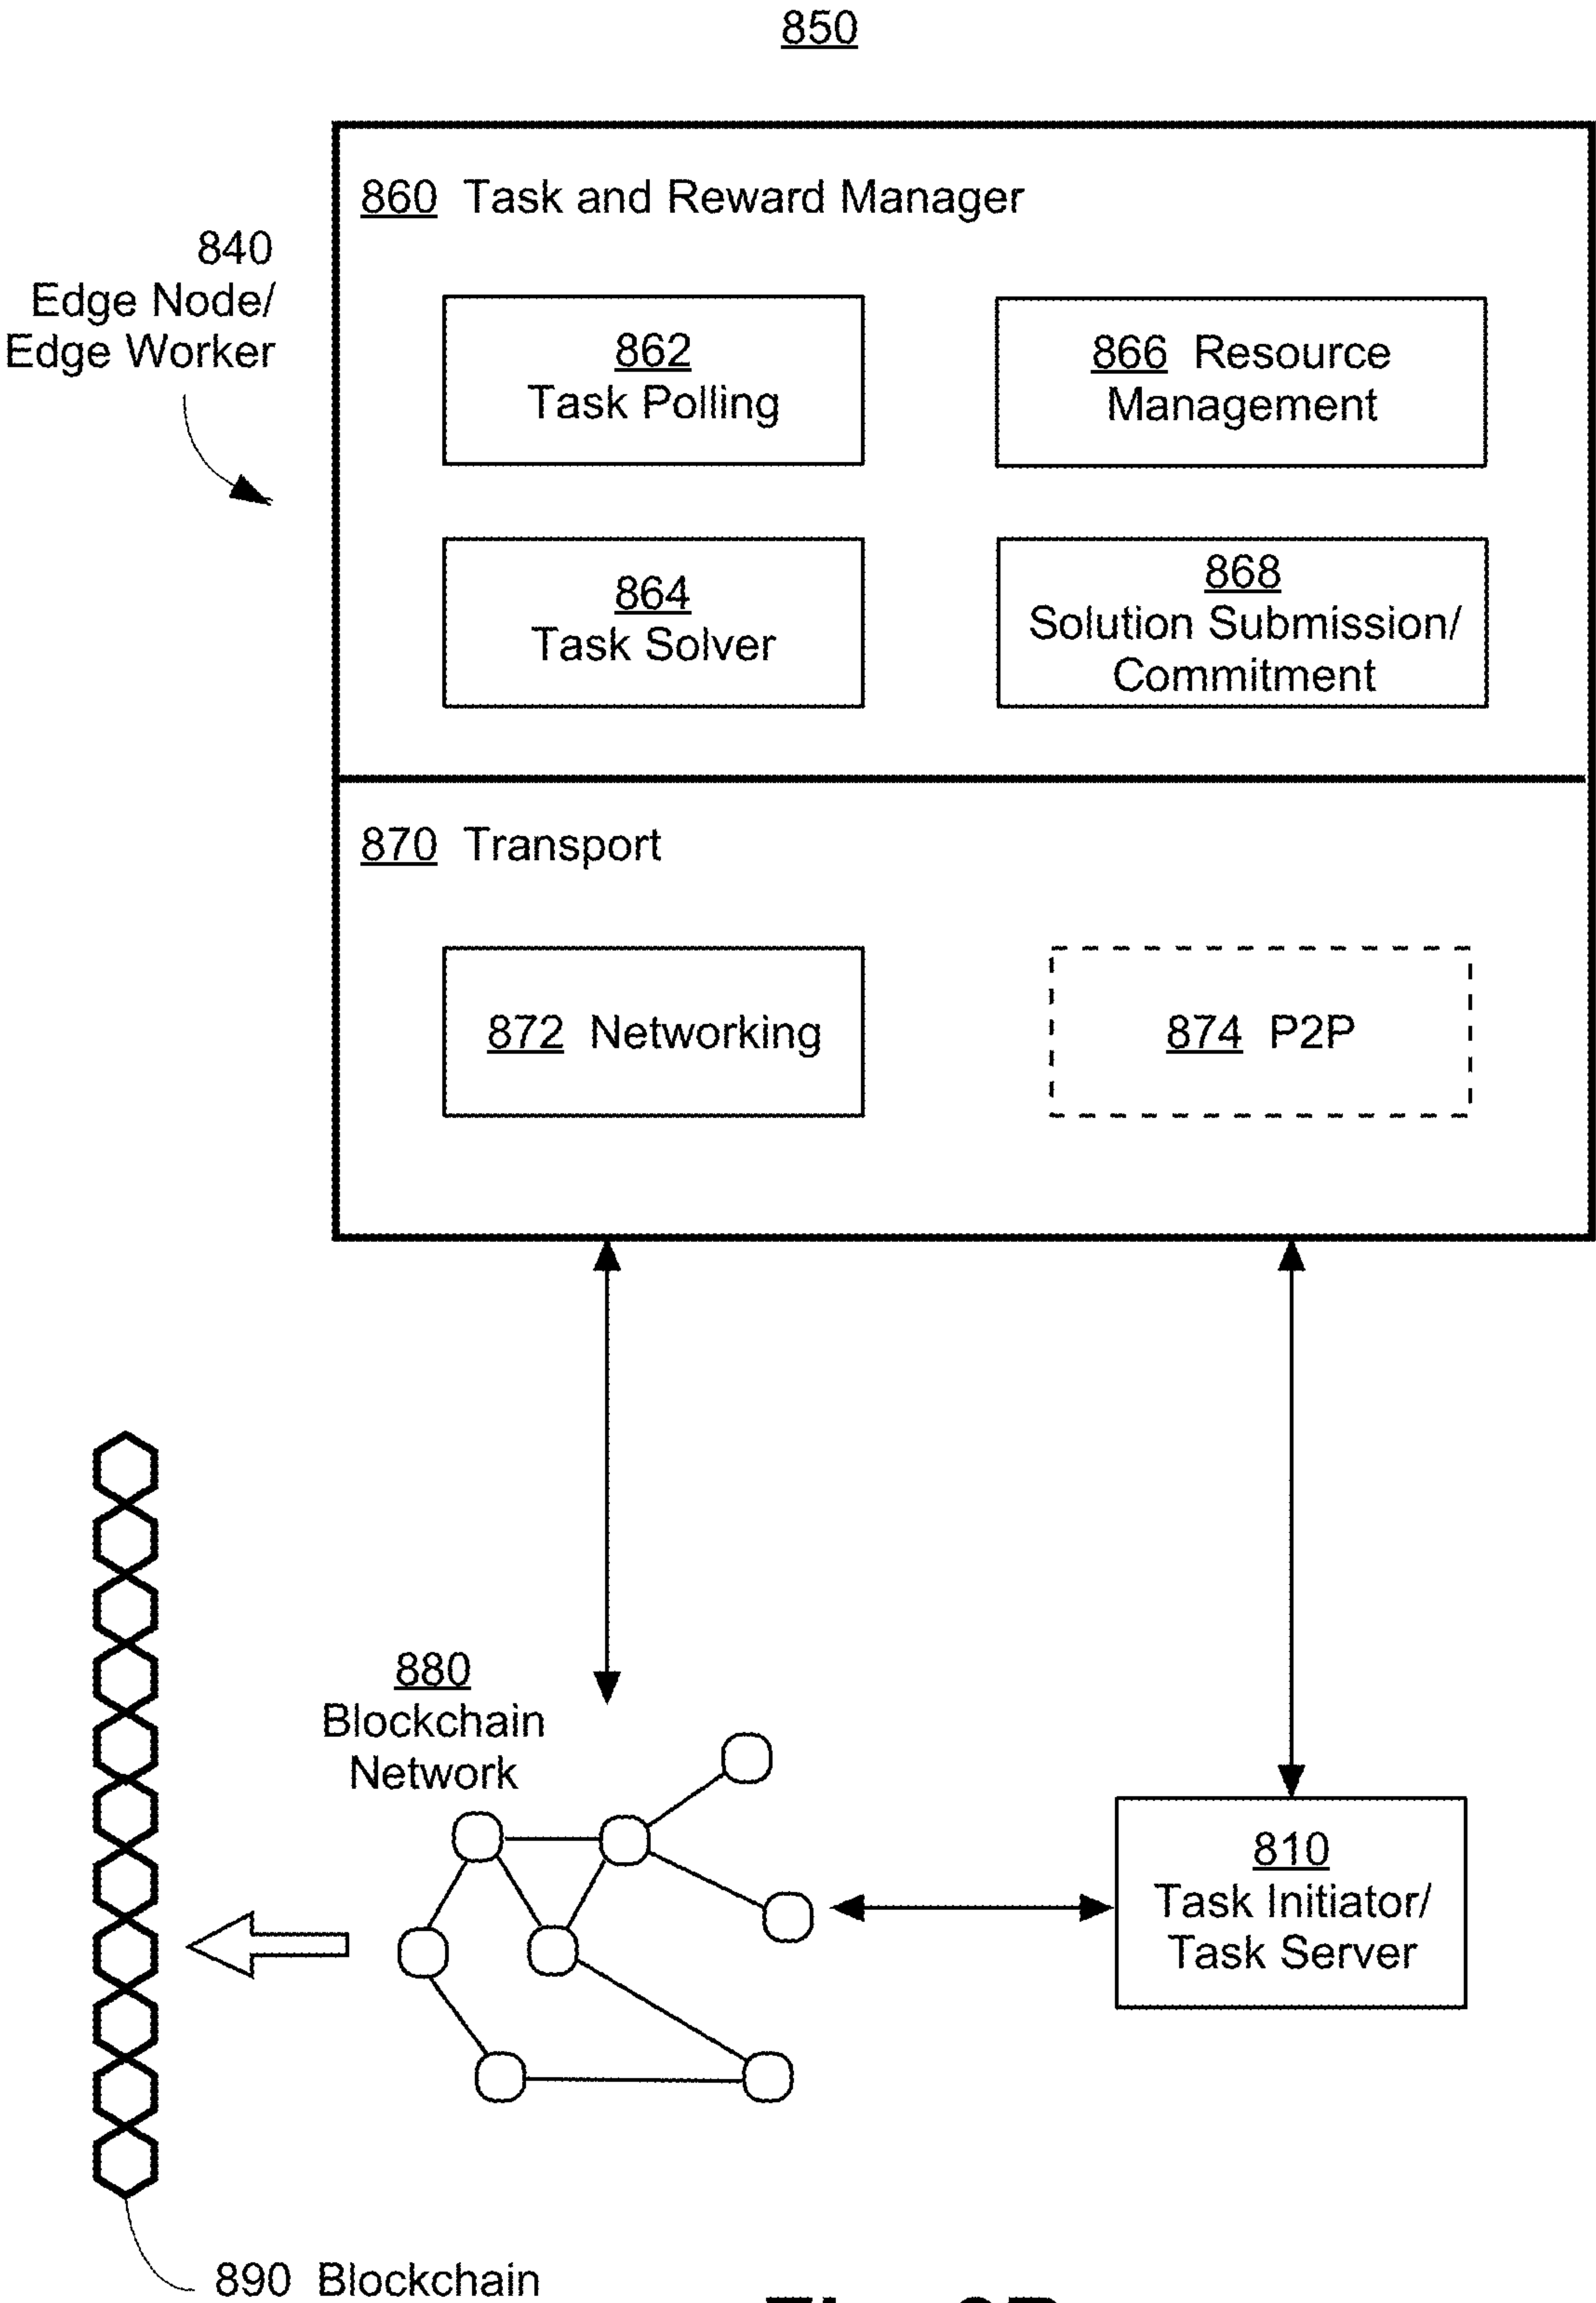 850
860 Task and Reward Manager
840
Edge Node/
Edge Worker
862
Task Polling
866 Resource
Management
864
Task Solver
868
Solution Submission/
Commitment
870 Transport
872 Networking
874 P2P
880
Blockchain
Network
810
Task Initiator/
Task Server
890 Blockchain